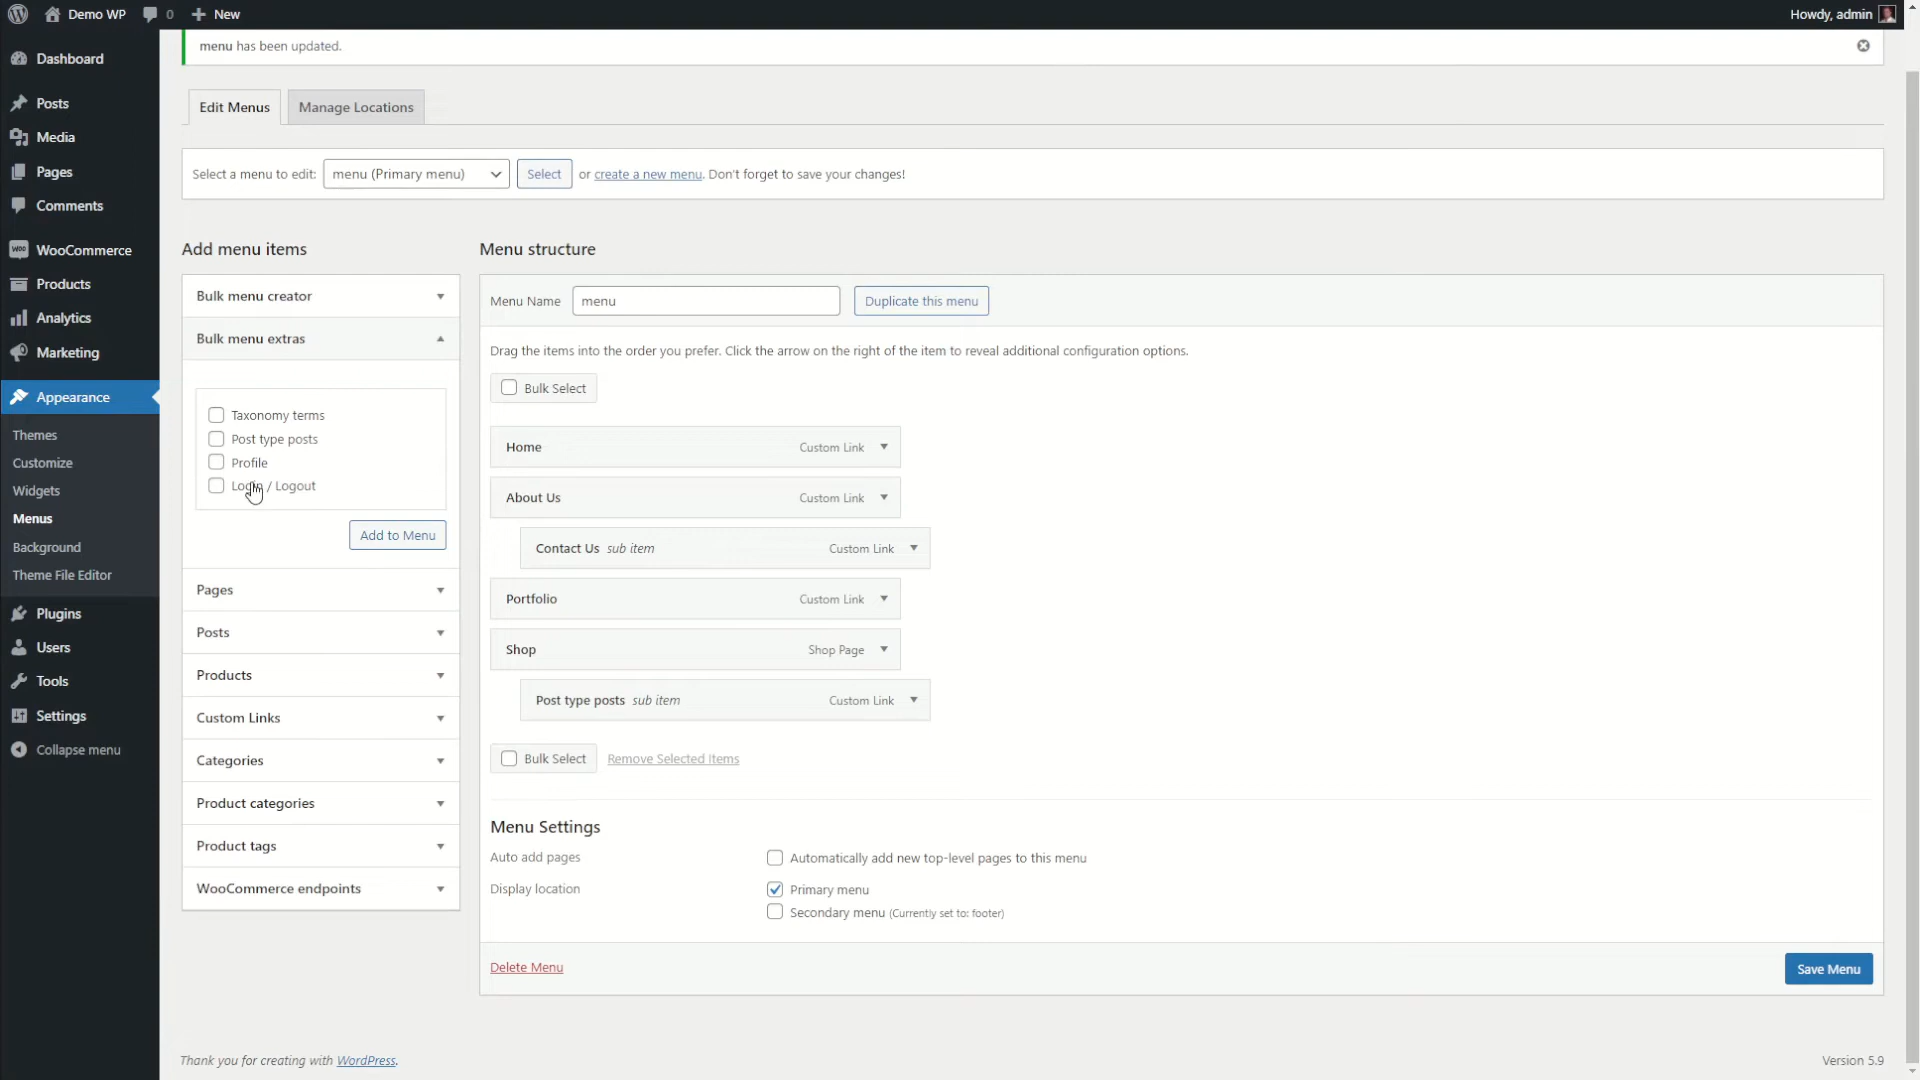 Demo WP 0 New Howdy, admin
Dashboard
Posts
Media
Pages
Comments
WOO WooCommerce
Products
Analytics
Marketing
Appearance
Themes
Customize
Widgets
Menus
Background
Theme File Editor
Plugins
Users
Tools
Settings
Collapse menu
menu has been updated.
Edit Menus Manage Locations
Select a menu to edit: menu (Primary menu) Select or create a new menu. Don't forget to save your changes!
Add menu items
Bulk menu creator
Bulk menu extras
Taxonomy terms
Post type posts
Profile
Login / Logout
Add to Menu
Pages
Posts
Products
Custom Links
Categories
Product categories
Product tags
WooCommerce endpoints
Menu structure
Menu Name menu Duplicate this menu
Drag the items into the order you prefer. Click the arrow on the right of the item to reveal additional configuration options.
Bulk Select
Home Custom Link
About Us Custom Link
Contact Us sub item Custom Link
Portfolio Custom Link
Shop Shop Page
Post type posts sub item Custom Link
Bulk Select Remove Selected Items
Menu Settings
Auto add pages Automatically add new top-level pages to this menu
Display location Primary menu
Secondary menu (Currently set to: footer)
Delete Menu Save Menu
Thank you for creating with WordPress. Version 5.9